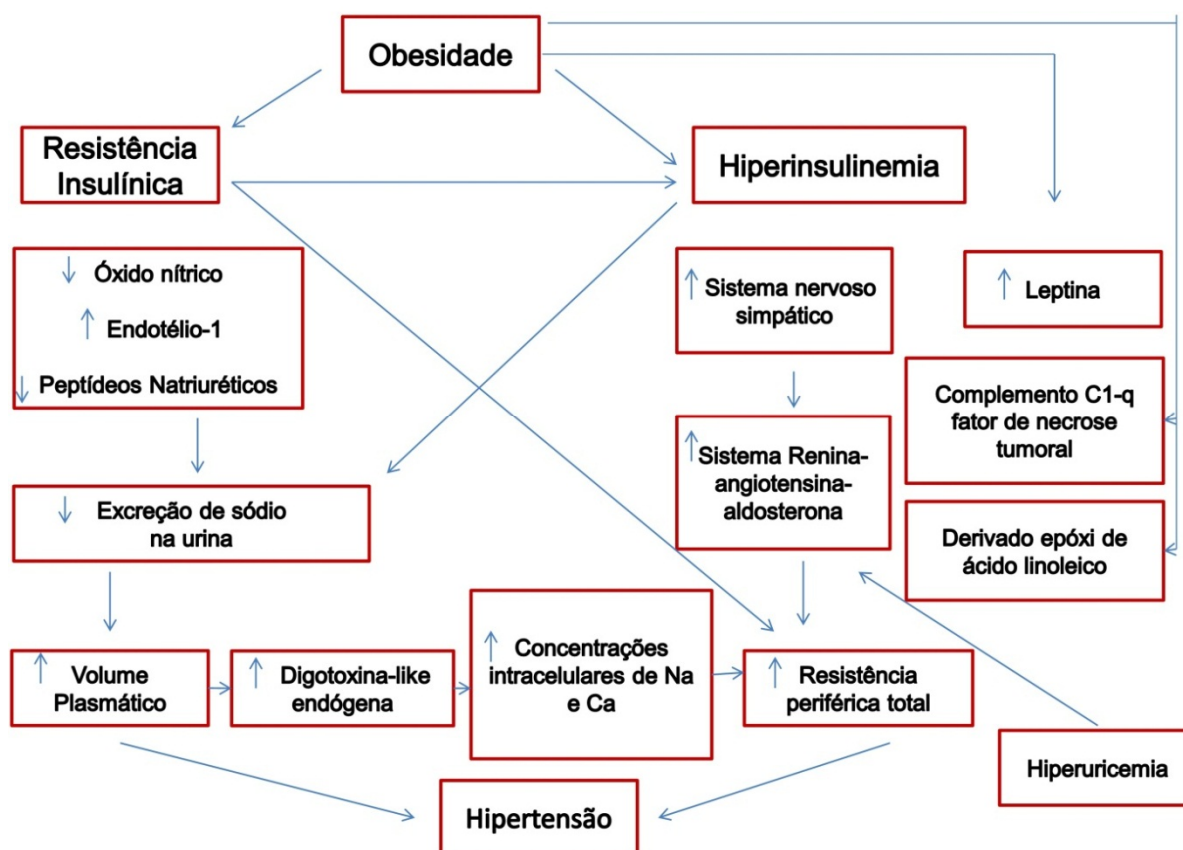 Obesidade
Resistência
Insulínica
Hiperinsulinemia
↓ Óxido nítrico
↑ Endotélio-1
↓ Peptídeos Natriuréticos
↑ Sistema nervoso
simpático
↑ Leptina
Complemento C1-q
fator de necrose
tumoral
↑ Sistema Renina-
angiotensina-
aldosterona
↓ Excreção de sódio
na urina
Derivado epóxi de
ácido linoleico
↑ Volume
Plasmático
↑ Digotoxina-like
endógena
↑ Concentrações
intracelulares de Na
e Ca
↑ Resistência
periférica total
Hiperuricemia
Hipertensão